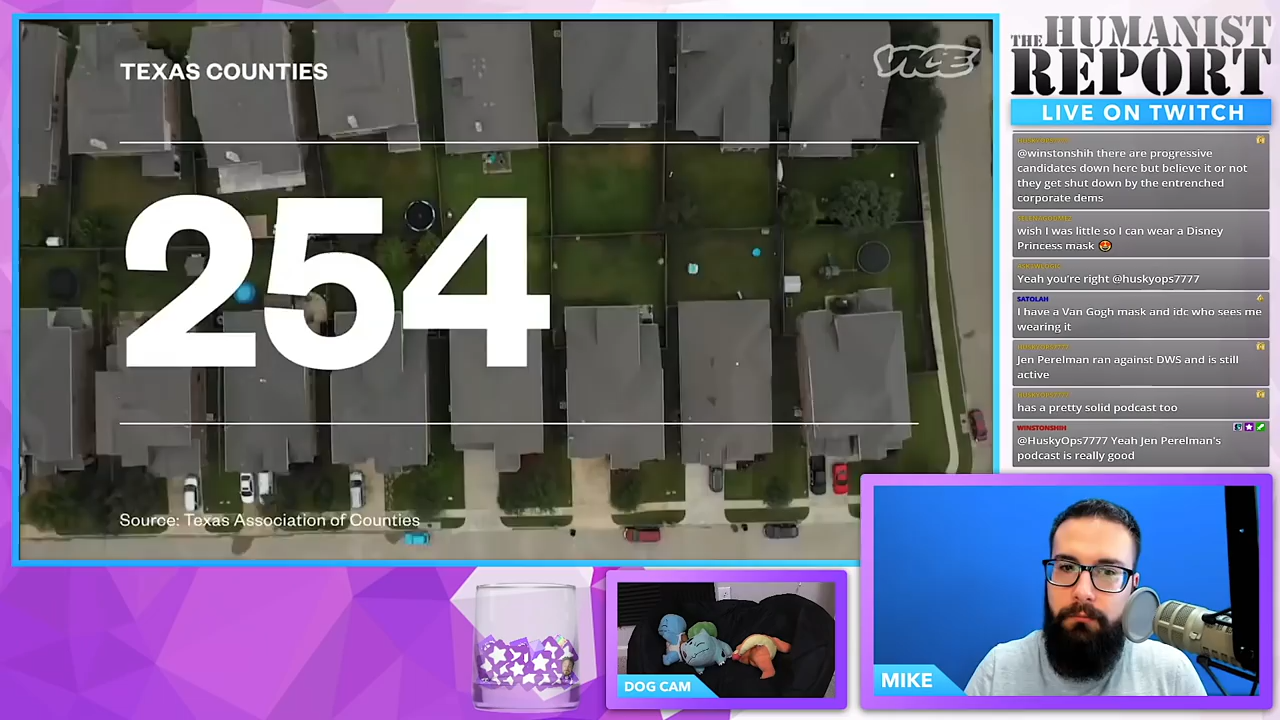 TEXAS COUNTIES
VICE
254
Source: Texas Association of Counties
THE HUMANIST
REPORT
LIVE ON TWITCH
@winstonshih there are progressive
candidates down here but believe it or not
they get shut down by the entrenched
corporate dems
wish I was little so I can wear a Disney
Princess mask
Yeah you're right @huskyops7777
SATOLAH
I have a Van Gogh mask and idc who sees me
wearing it
HUSKYOPS7777
Jen Perelman ran against DWS and is still
active
HUSKYOPS7777
has a pretty solid podcast too
WINSTONSHIH
@HuskyOps7777 Yeah Jen Perelman's
podcast is really good
DOG CAM
MIKE